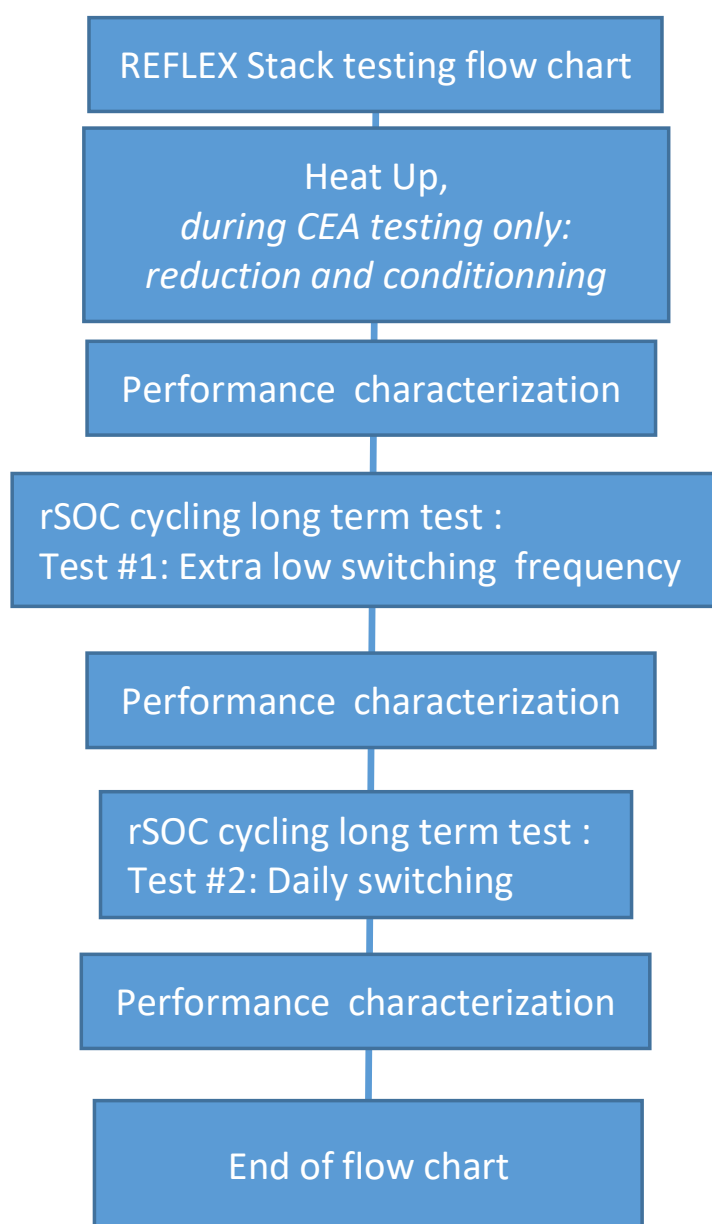 REFLEX Stack testing flow chart
Heat Up,
during CEA testing only:
reduction and conditionning
Performance  characterization
rSOC cycling long term test :
Test #1: Extra low switching  frequency
Performance  characterization
rSOC cycling long term test :
Test #2: Daily switching
Performance  characterization
End of flow chart